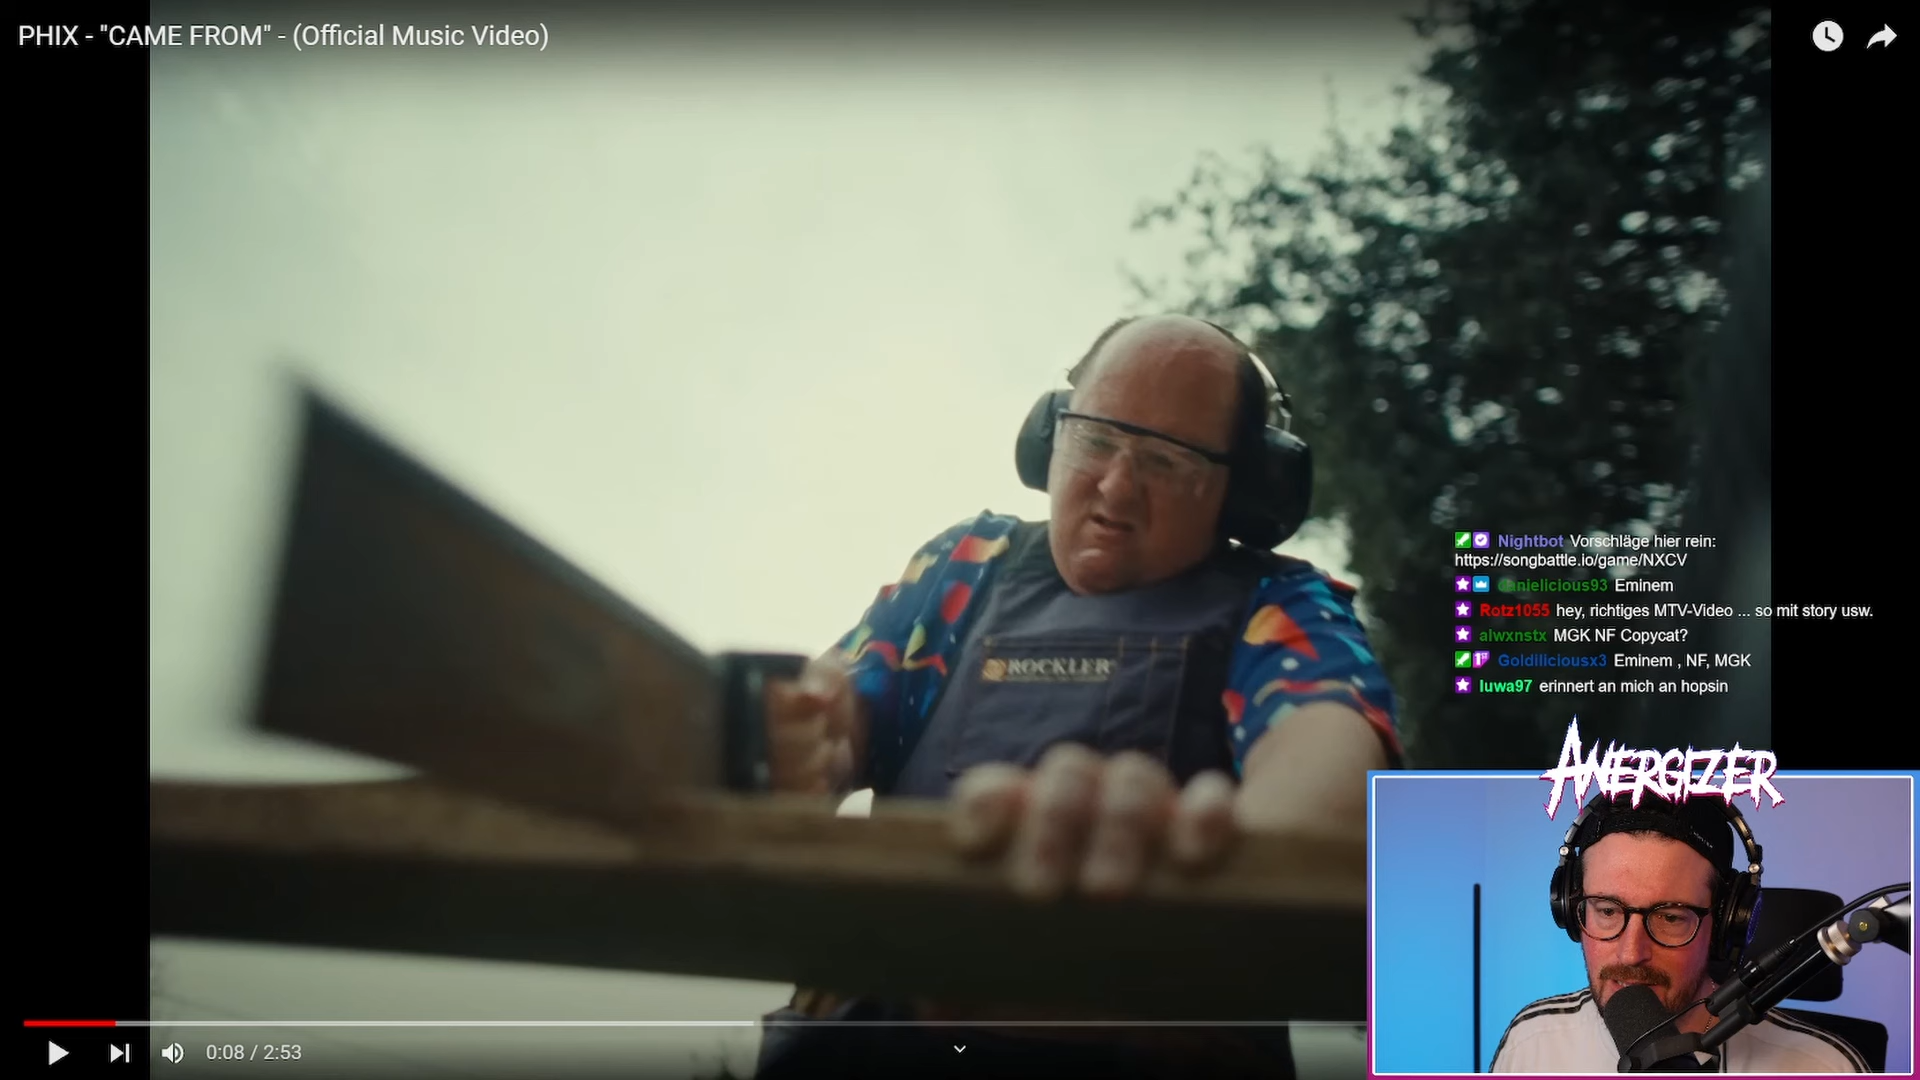 PHIX - "CAME FROM" - (Official Music Video)
ROCKLER
Nightbot Vorschläge hier rein:
https://songbattle.io/game/NXCV
danielicious93 Eminem
Rotz1055 hey, richtiges MTV-Video ... so mit story usw.
alwxnstx MGK NF Copycat?
Goldiliciousx3 Eminem , NF, MGK
luwa97 erinnert an mich an hopsin
ANERGIZER
0:08 / 2:53